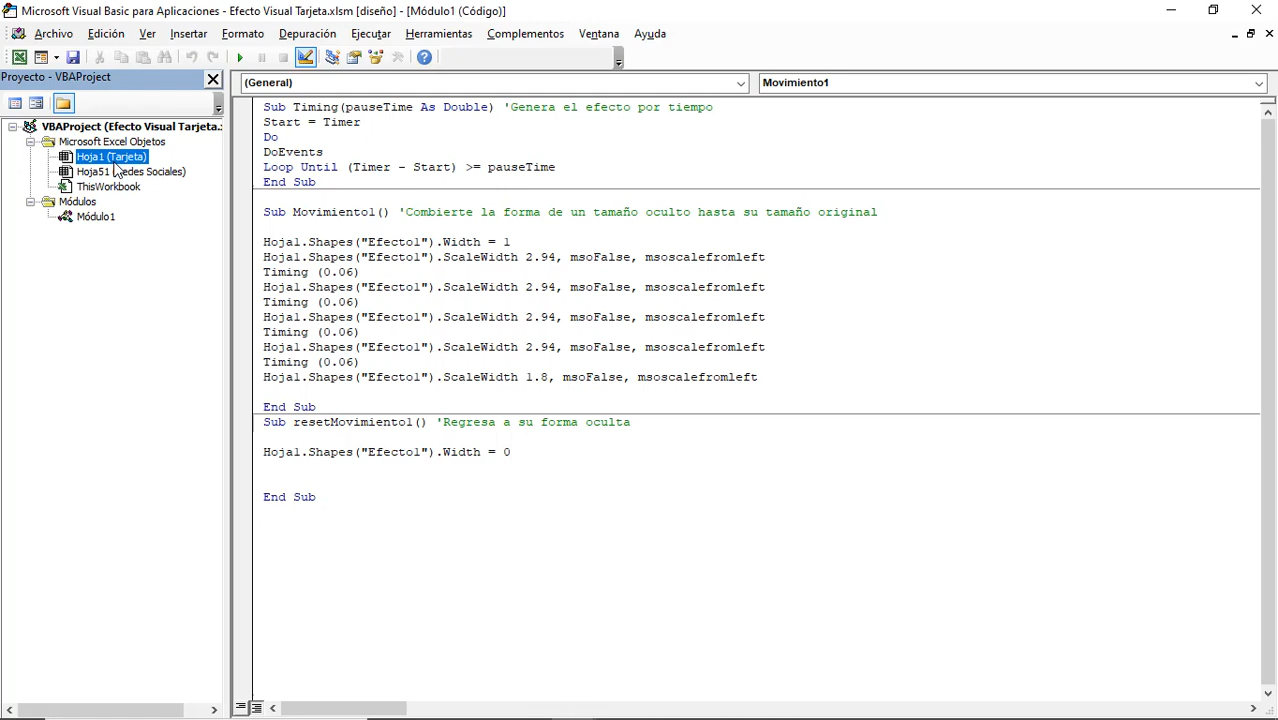 Microsoft Visual Basic para Aplicaciones - Efecto Visual Tarjeta.xlsm [diseño] - [Módulo1 (Código)]
Archivo Edición Ver Insertar Formato Depuración Ejecutar Herramientas Complementos Ventana Ayuda
Proyecto - VBAProject
(General) Movimiento1
VBAProject (Efecto Visual Tarjeta.
Microsoft Excel Objetos
Hoja1 (Tarjeta)
Hoja51 edes Sociales)
ThisWorkbook
Módulos
Módulo1
Sub Timing(pauseTime As Double) 'Genera el efecto por tiempo
Start = Timer
Do
DoEvents
Loop Until (Timer - Start) >= pauseTime
End Sub
Sub Movimiento1() 'Combierte la forma de un tamaño oculto hasta su tamaño original
Hoja1.Shapes("Efecto1").Width = 1
Hoja1.Shapes("Efecto1").ScaleWidth 2.94, msoFalse, msoscalefromleft
Timing (0.06)
Hoja1.Shapes("Efecto1").ScaleWidth 2.94, msoFalse, msoscalefromleft
Timing (0.06)
Hoja1.Shapes("Efecto1").ScaleWidth 2.94, msoFalse, msoscalefromleft
Timing (0.06)
Hoja1.Shapes("Efecto1").ScaleWidth 2.94, msoFalse, msoscalefromleft
Timing (0.06)
Hoja1.Shapes("Efecto1").ScaleWidth 1.8, msoFalse, msoscalefromleft
End Sub
Sub resetMovimiento1() 'Regresa a su forma oculta
Hoja1.Shapes("Efecto1").Width = 0
End Sub